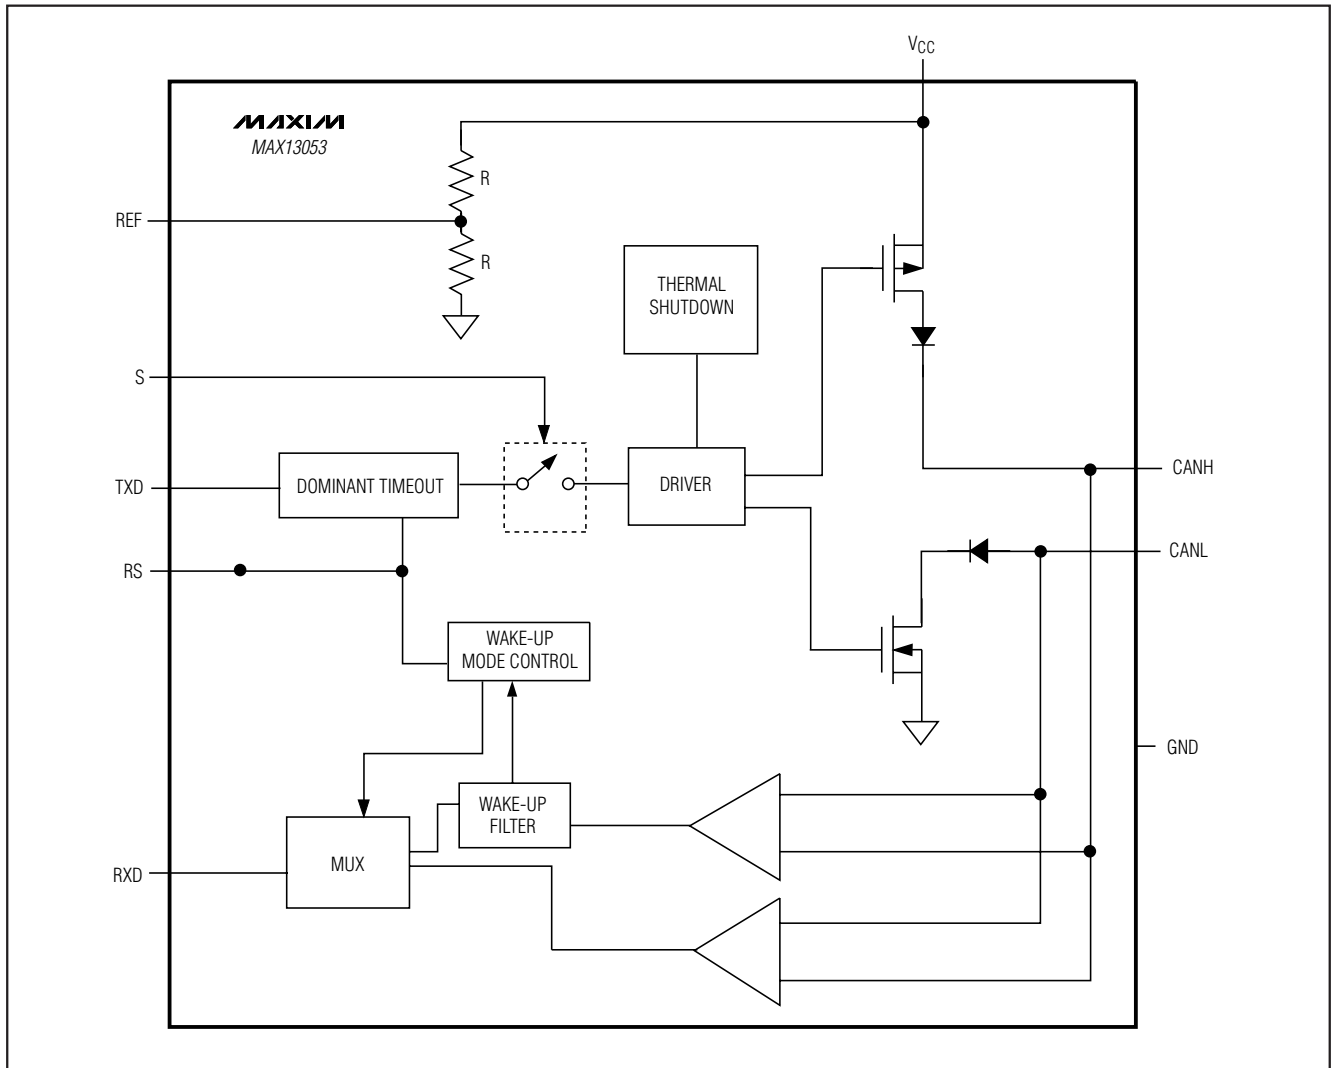 VCC
MAXIM
MAX13053
R
REF
R
THERMAL
SHUTDOWN
S
TXD
DOMINANT TIMEOUT
DRIVER
CANH
CANL
RS
WAKE-UP
MODE CONTROL
GND
WAKE-UP
FILTER
MUX
RXD